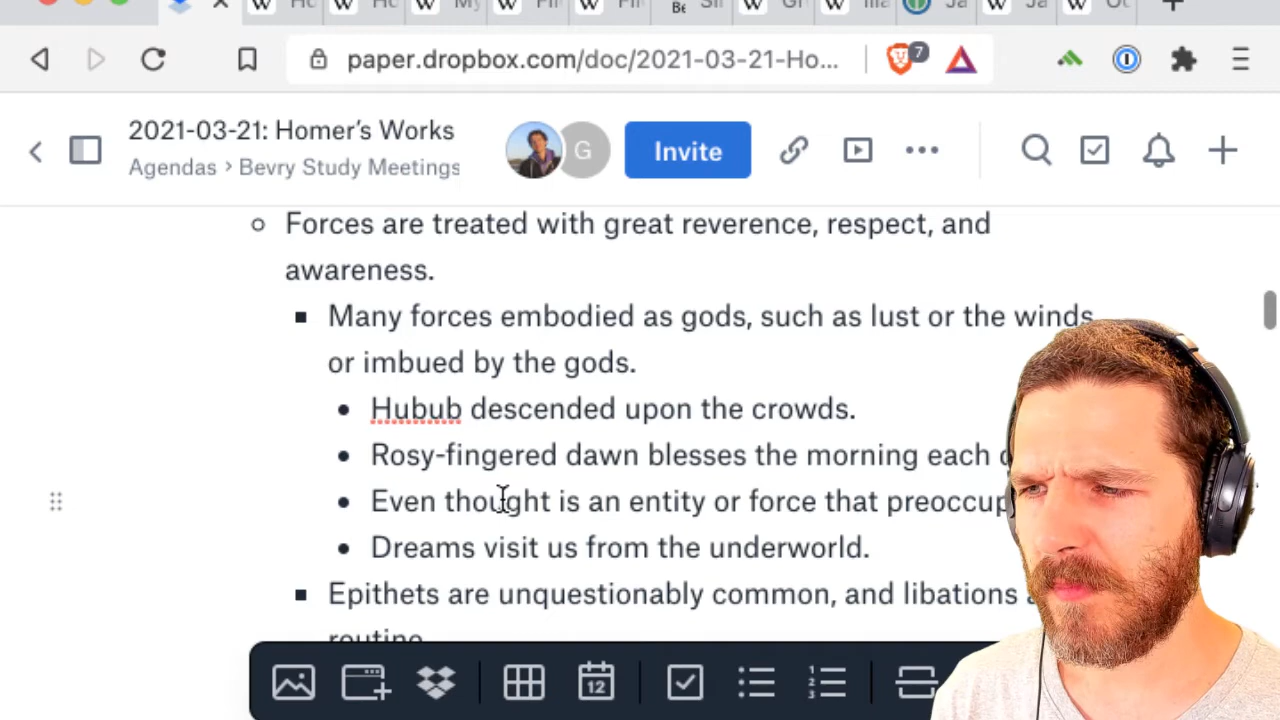 paper.dropbox.com/doc/2021-03-21-Ho... 7
2021-03-21: Homer's Works
Agendas > Bevry Study Meetings
G
Invite
Forces are treated with great reverence, respect, and
awareness.
Many forces embodied as gods, such as lust or the winds
or imbued by the gods.
Hubub descended upon the crowds.
Rosy-fingered dawn blesses the morning each
Even thought is an entity or force that
Dreams visit us from the underworld.
Epithets are unquestionably common, and libations
routine
12